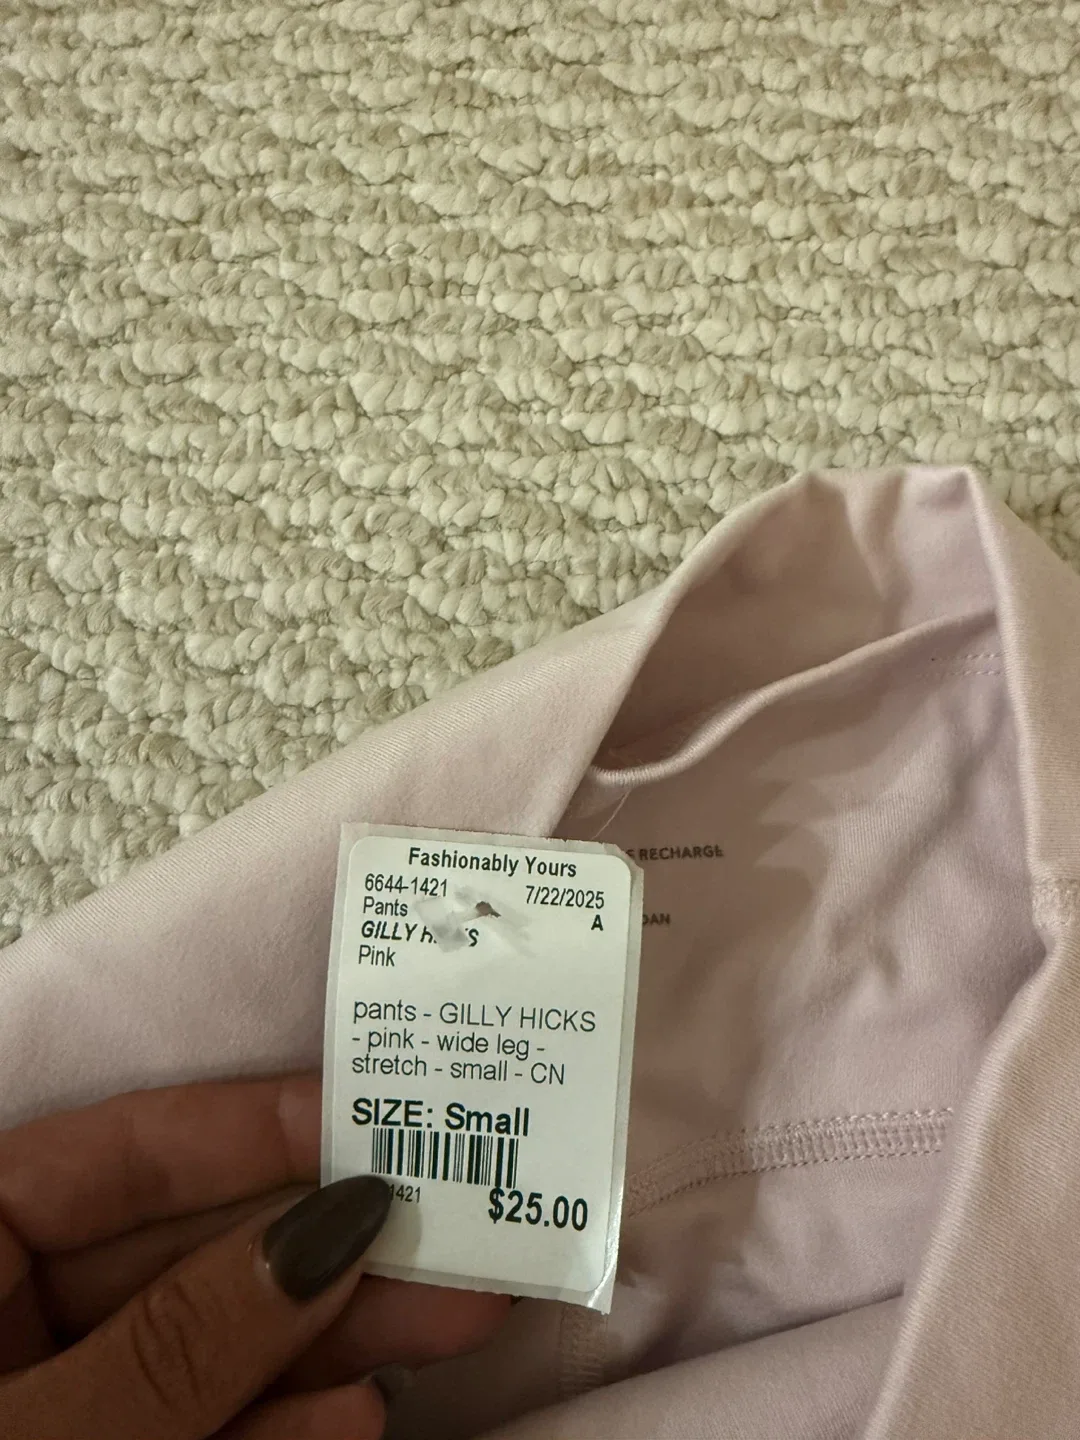 Fashionably Yours
6644-1421 7/22/2025
Pants A
GILLY
Pink
pants - GILLY HICKS
- pink - wide leg -
stretch - small - CN
SIZE: Small
1421 $25.00
RECHARGE